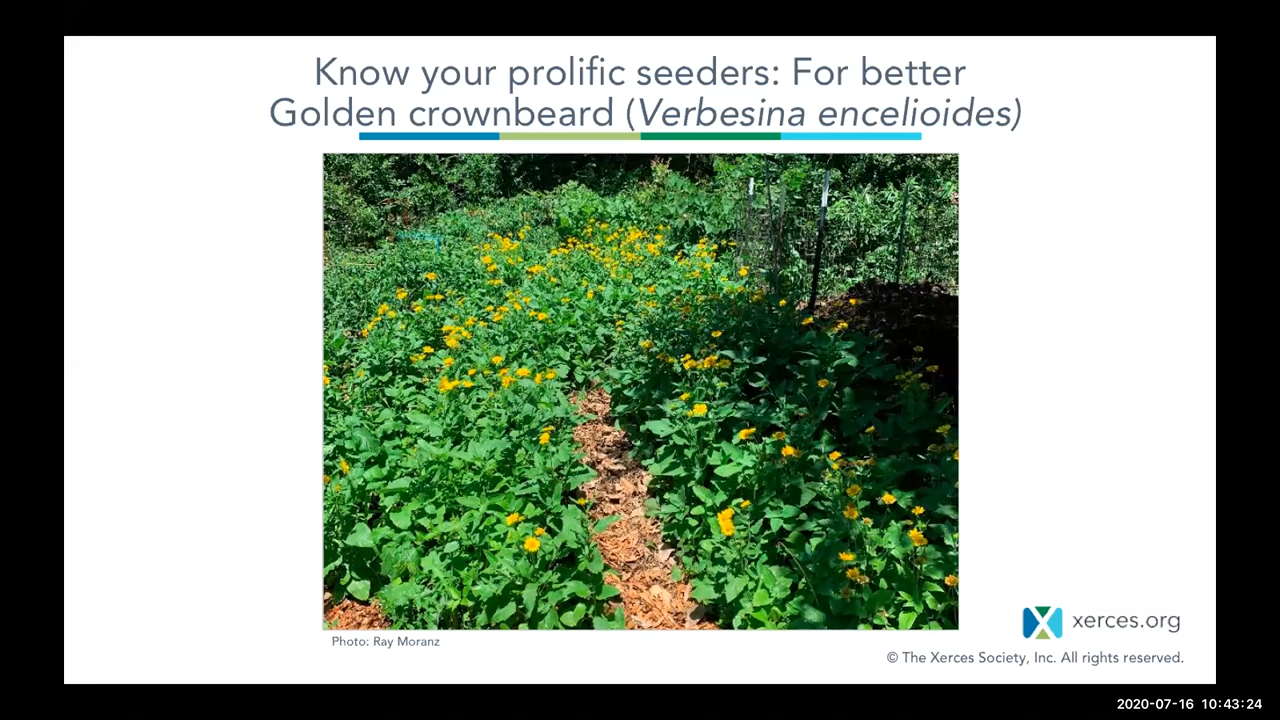 Know your prolific seeders: For better
Golden crownbeard (Verbesina encelioides)
Photo: Ray Moranz
xerces.org
© The Xerces Society, Inc. All rights reserved.
2020-07-16 10:43:24